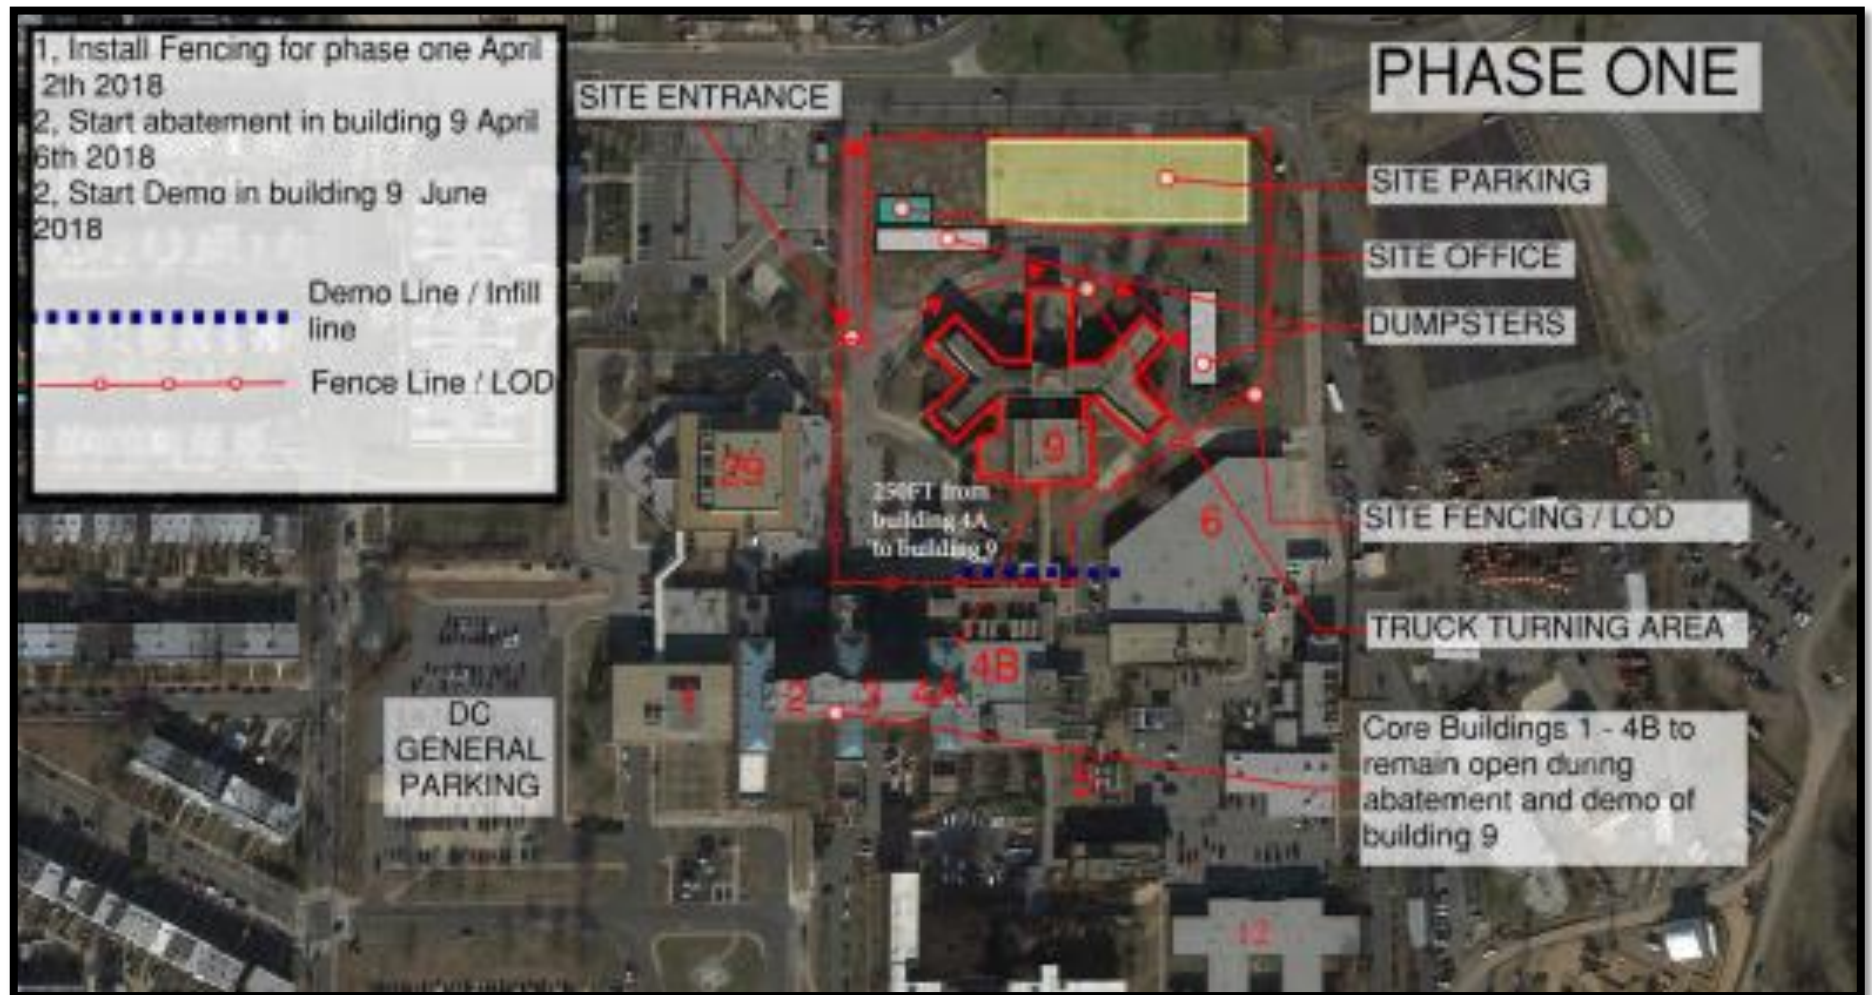 1, Install Fencing for phase one April
2th 2018
2, Start abatement in building 9 April
6th 2018
2, Start Demo in building 9 June
2018
Demo Line / Infill
line
Fence Line / LOD
SITE ENTRANCE
PHASE ONE
SITE PARKING
SITE OFFICE
DUMPSTERS
29
9
250FT from
building 4A
to building 9
6
SITE FENCING / LOD
TRUCK TURNING AREA
1
2
3
4A
4B
5
DC
GENERAL
PARKING
Core Buildings 1 - 4B to
remain open during
abatement and demo of
building 9
12